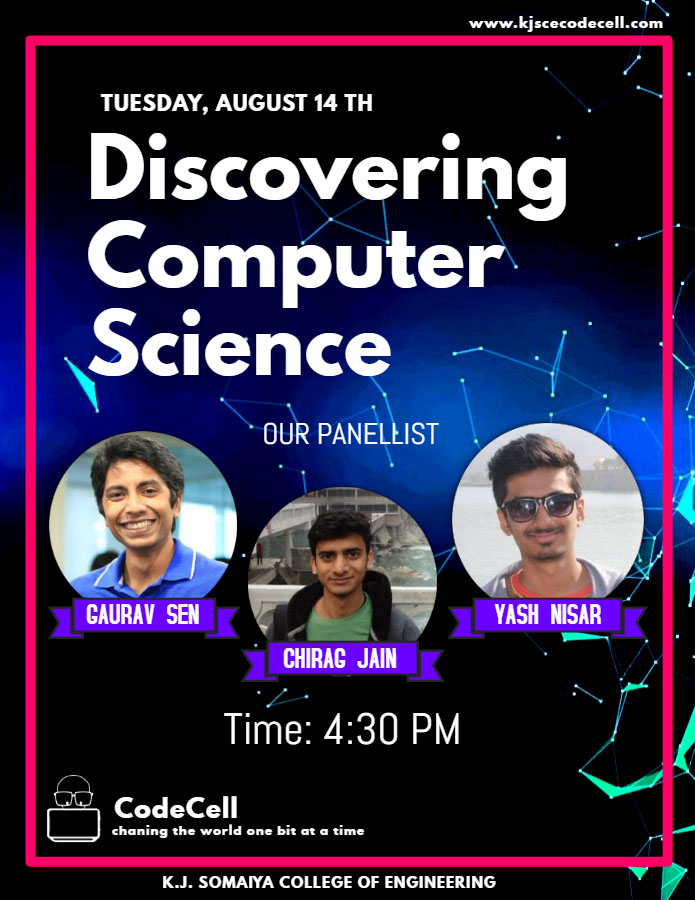 www.kjscecodecell.com
TUESDAY, AUGUST 14 TH
Discovering
Computer
Science
OUR PANELLIST
GAURAV SEN
YASH NISAR
CHIRAG JAIN
Time: 4:30 PM
CodeCell
chaning the world one bit at a time
K.J. SOMAIYA COLLEGE OF ENGINEERING